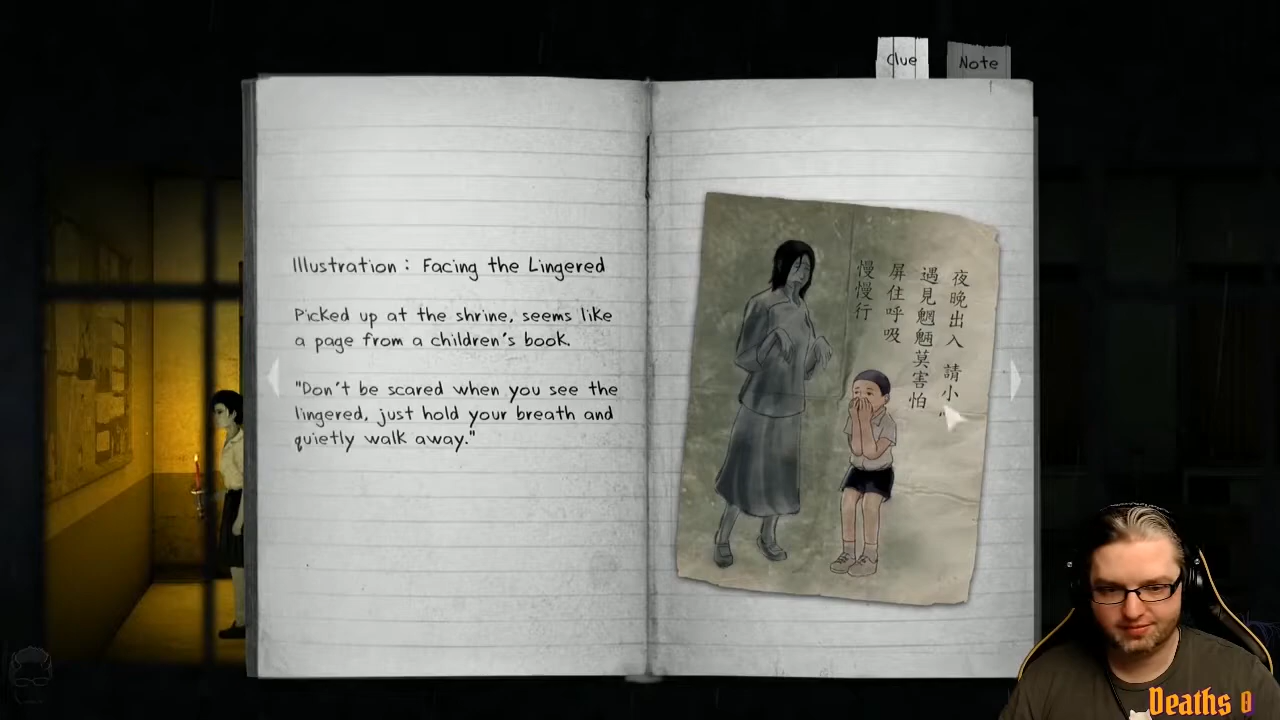 Clue
Note
Illustration : Facing the Lingered
Picked up at the shrine, seems like
a page from a children's book.
"Don't be scared when you see the
lingered, just hold your breath and
quietly walk away."
夜晚出入 請小
遇見魍魎莫害怕
屏住呼吸
慢慢行
Deaths 0